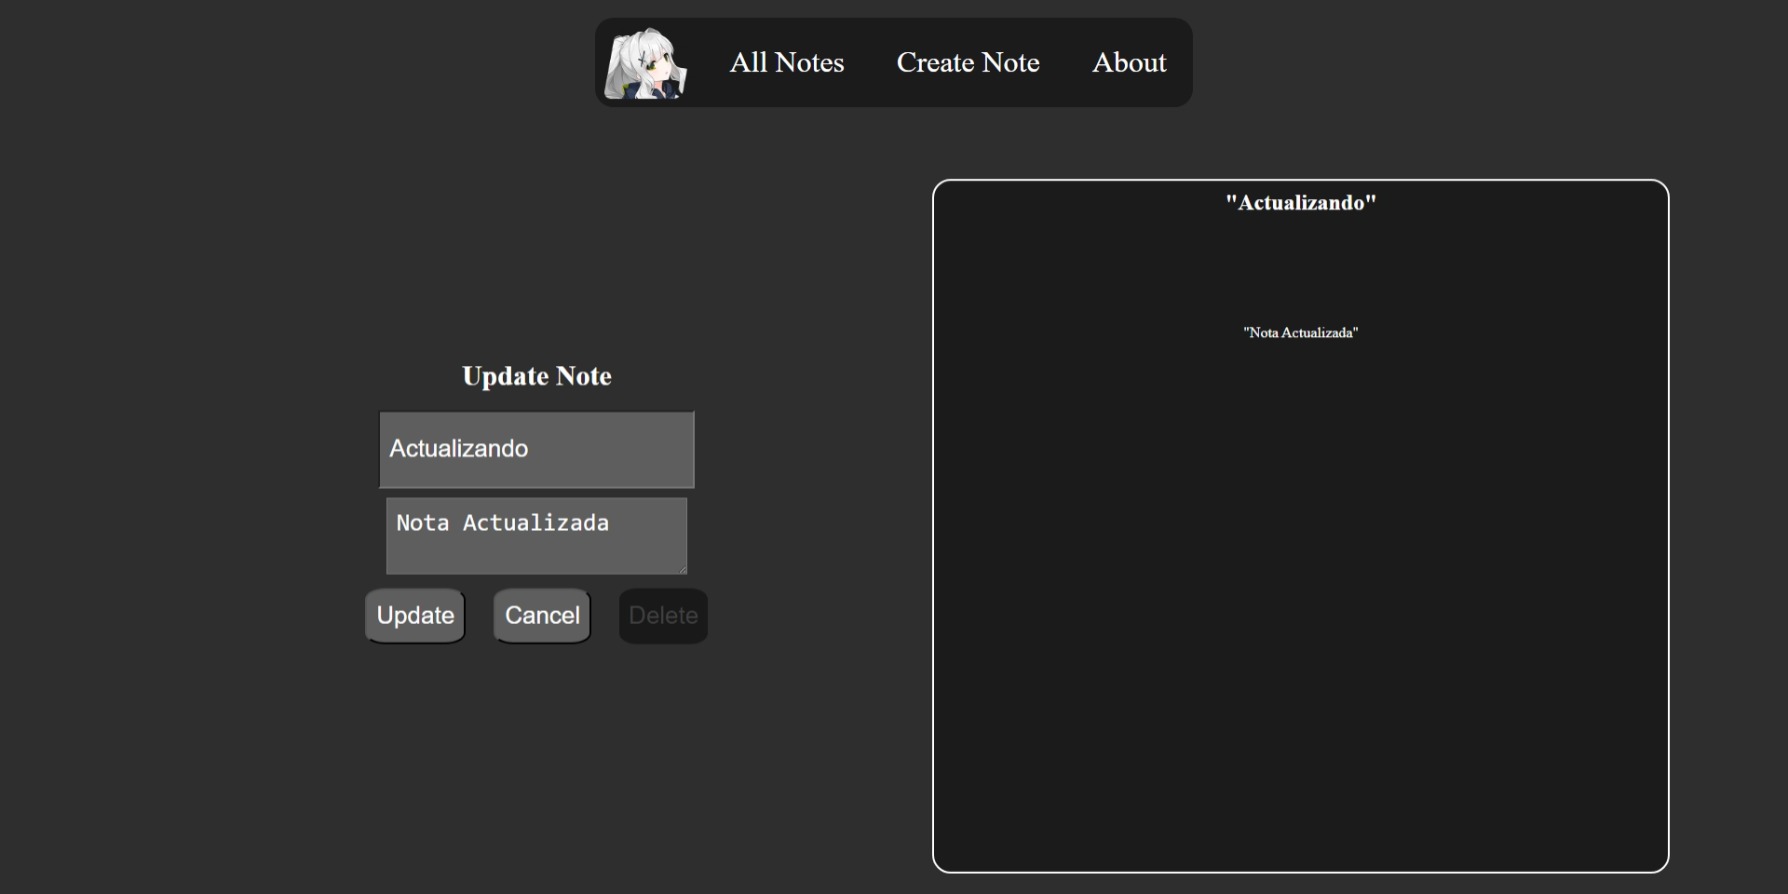 All Notes
Create Note
About
Update Note
Actualizando
Nota Actualizada
Update
Cancel
Delete
"Actualizando"
"Nota Actualizada"